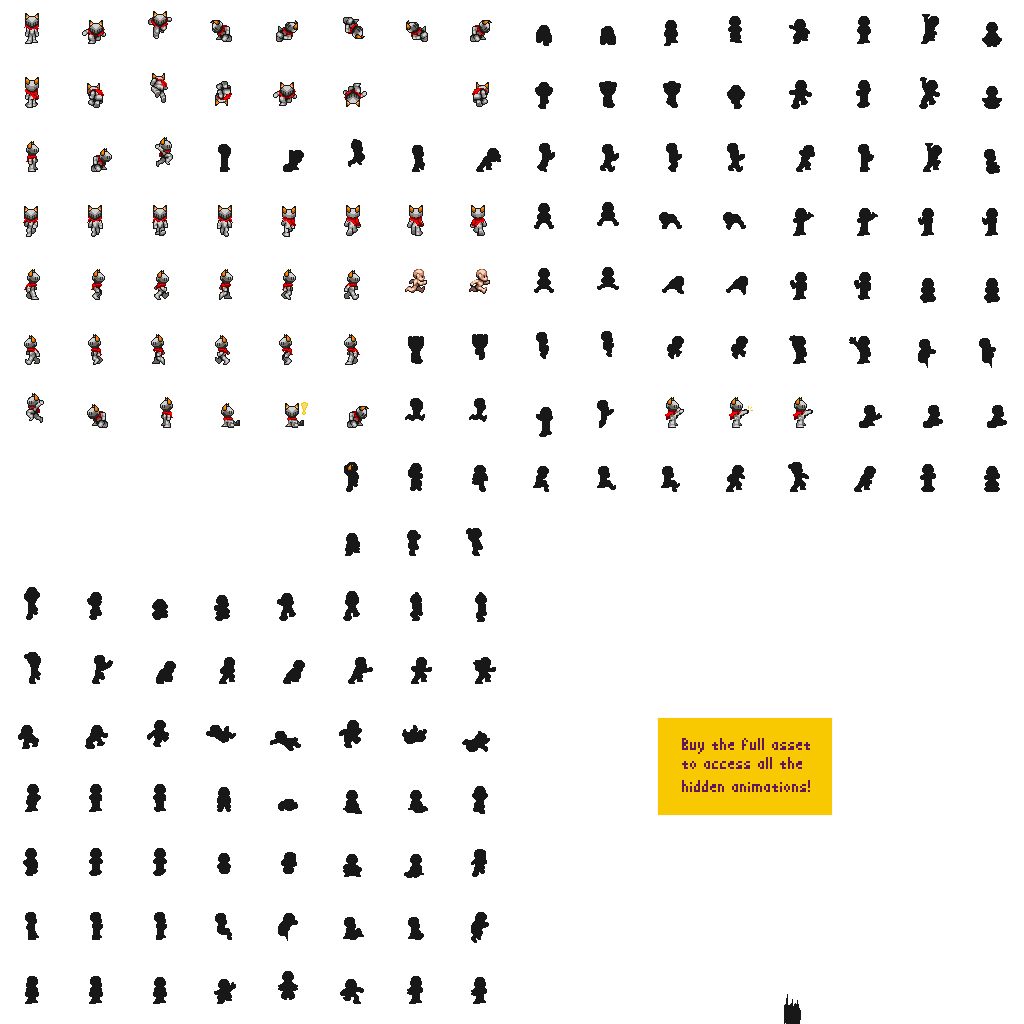 Buy the full asset
to access all the
hidden animations!